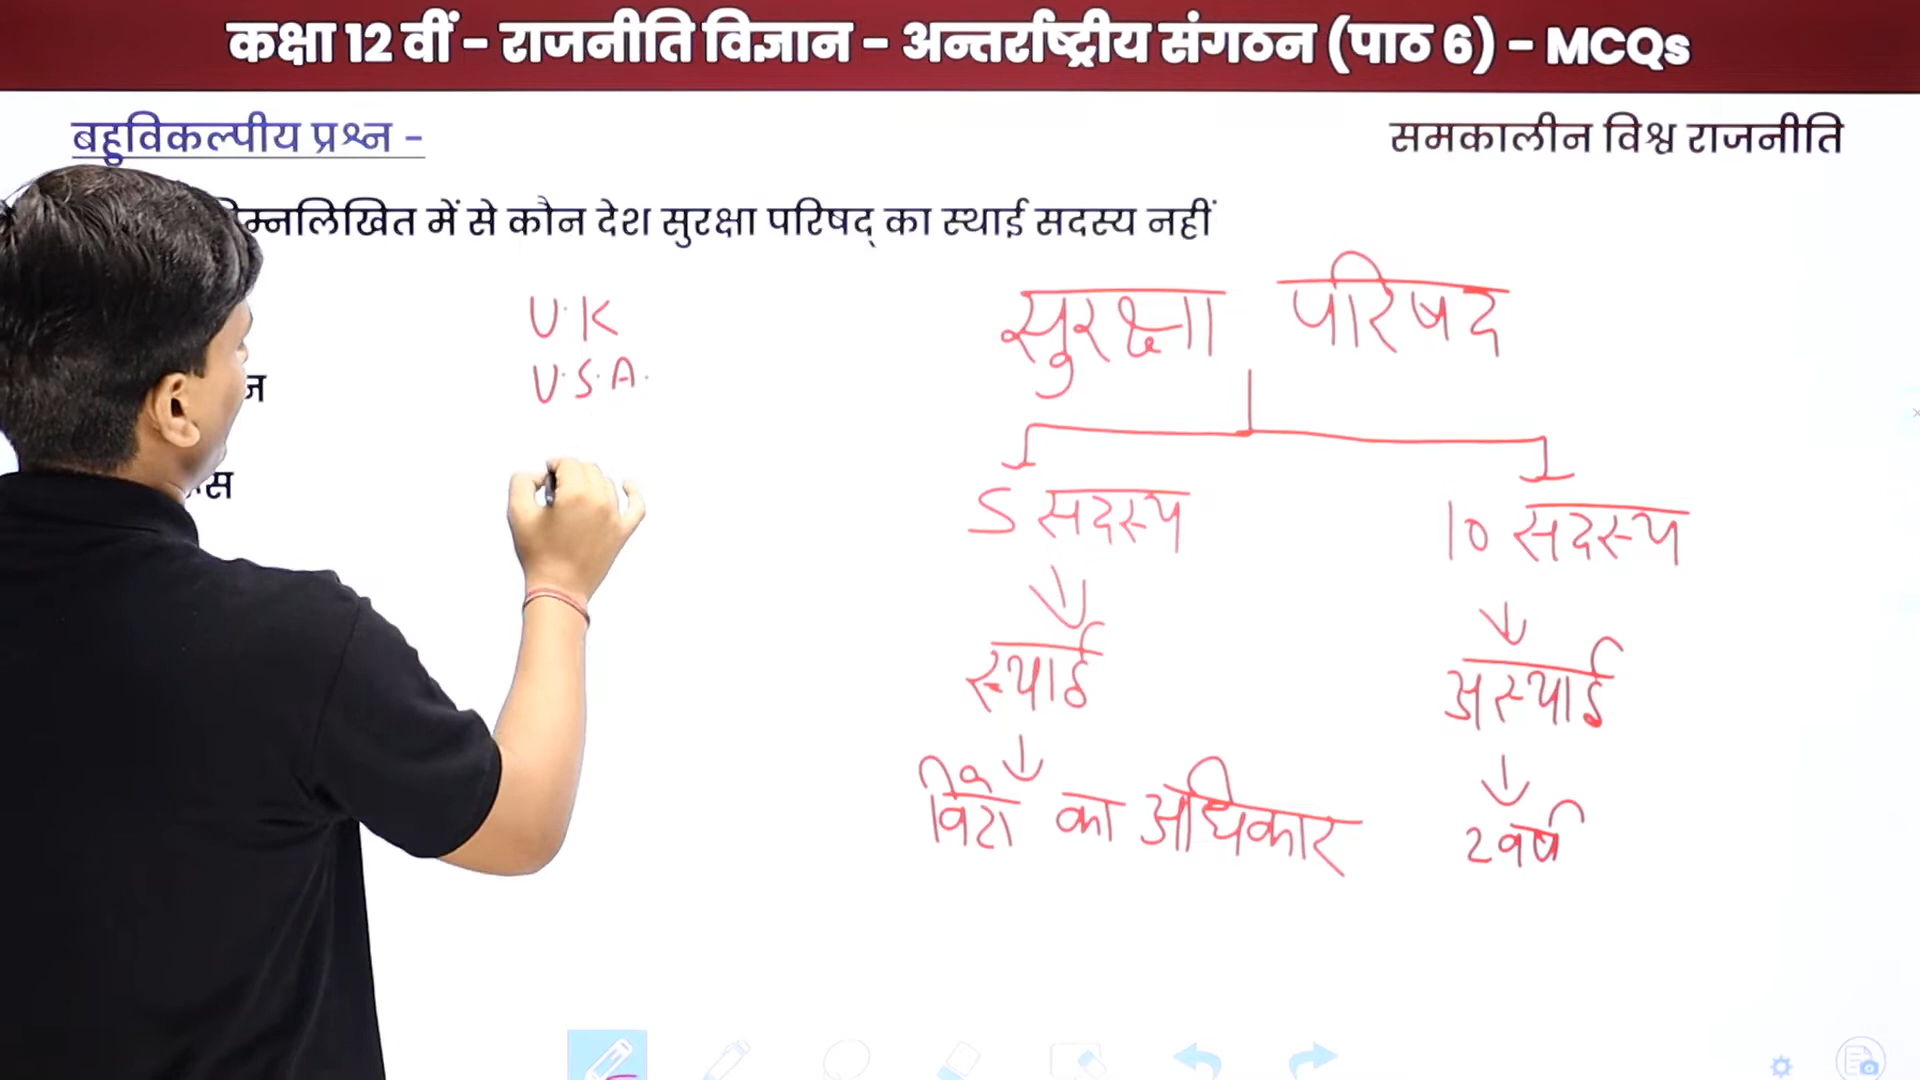 कक्षा 12 वीं - राजनीति विज्ञान - अन्तर्राष्ट्रीय संगठन (पाठ 6) - MCQs
बहुविकल्पीय प्रश्न -
समकालीन विश्व राजनीति
में से कौन देश सुरक्षा परिषद् का स्थाई सदस्य नहीं
U.K
U.S.A.
सुरक्षा परिषद
5 सदस्य
10 सदस्य
स्थाई
अस्थाई
विटो का अधिकार
2 वर्ष